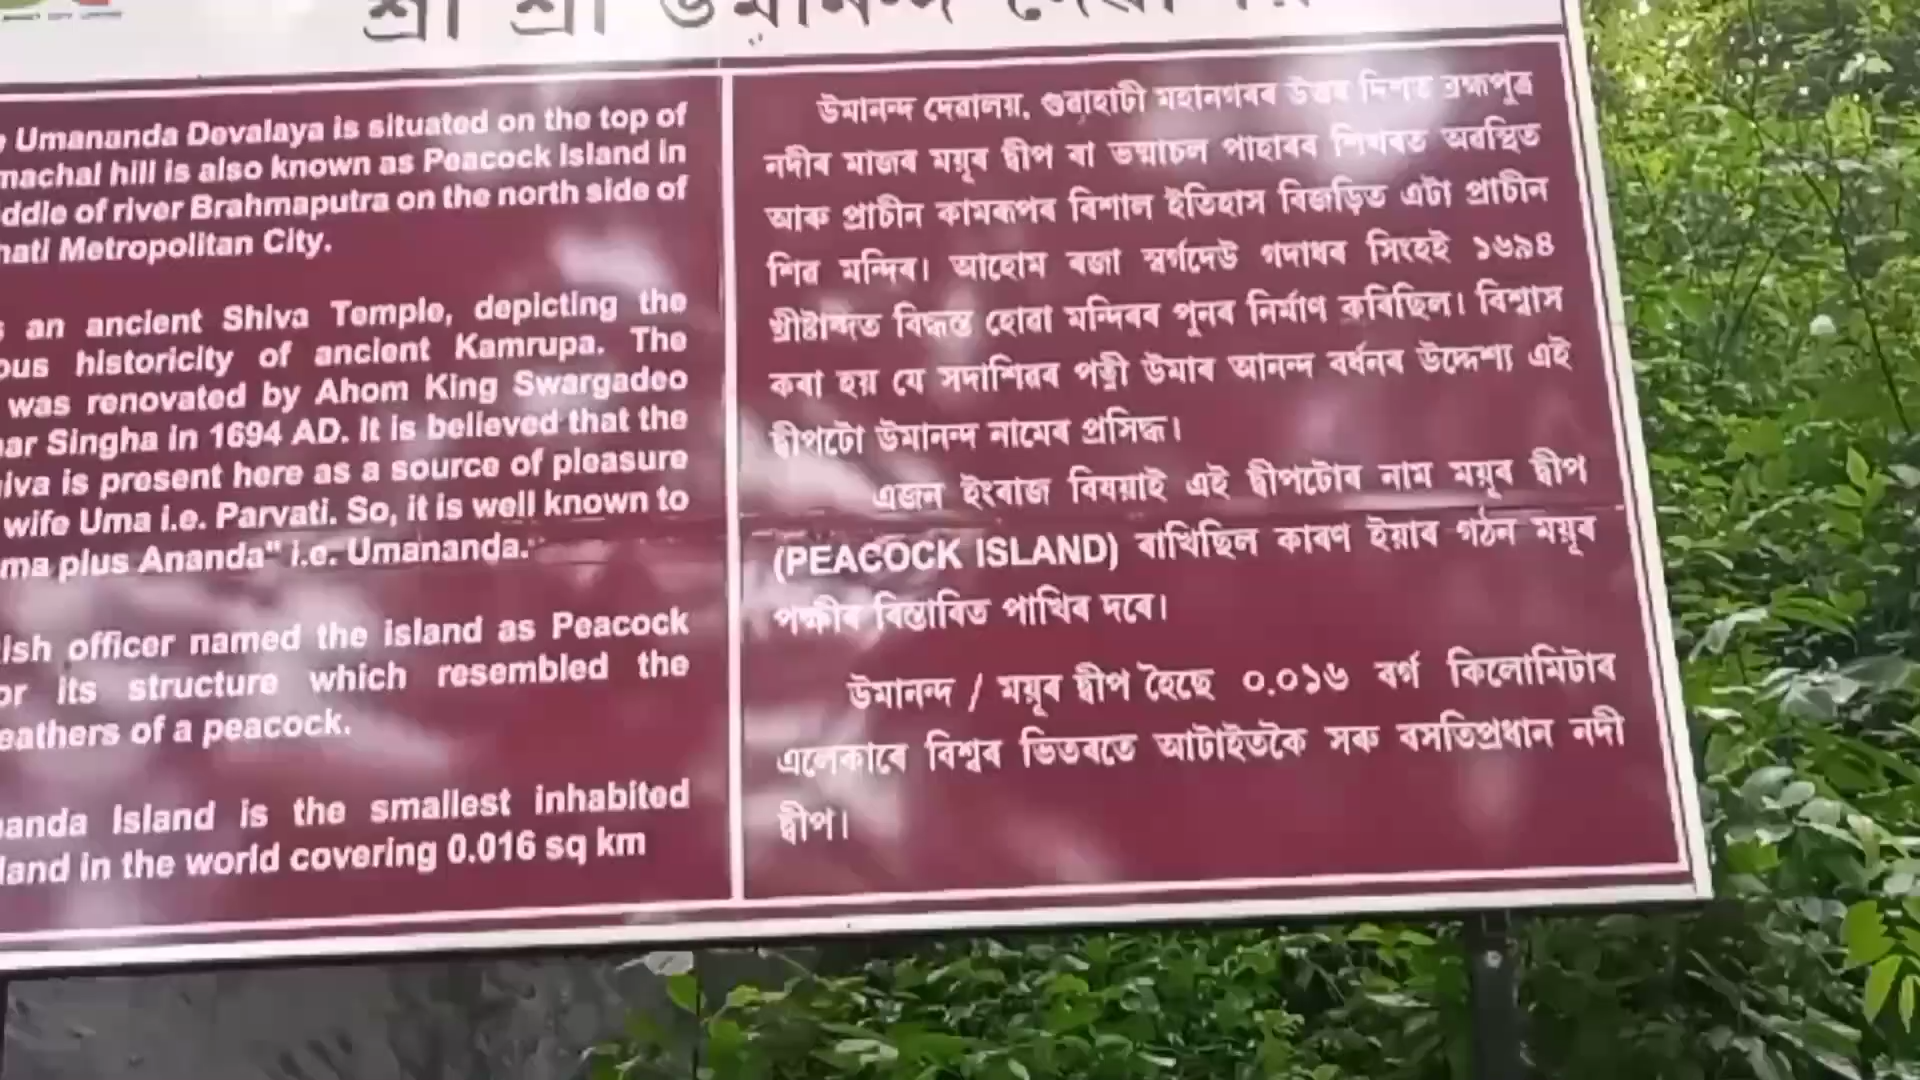 শ্ৰী শ্ৰী উমানন্দ দেৱালয়
Umananda Devalaya is situated on the top of
machal hill is also known as Peacock Island in
ddle of river Brahmaputra on the north side of
hati Metropolitan City.
s an ancient Shiva Temple, depicting the
ous historicity of ancient Kamrupa. The
was renovated by Ahom King Swargadeo
ar Singha in 1694 AD. It is believed that the
iva is present here as a source of pleasure
wife Uma i.e. Parvati. So, it is well known to
ma plus Ananda" i.e. Umananda.
ish officer named the island as Peacock
or its structure which resembled the
eathers of a peacock.
anda Island is the smallest inhabited
land in the world covering 0.016 sq km
উমানন্দ দেৱালয়, গুৱাহাটী মহানগৰৰ উত্তৰ দিশত ব্ৰহ্মপুত্ৰ
নদীৰ মাজৰ ময়ূৰ দ্বীপ বা ভস্মাচল পাহাৰৰ শিখৰত অৱস্থিত
আৰু প্ৰাচীন কামৰূপৰ বিশাল ইতিহাস বিজড়িত এটা প্ৰাচীন
শিৱ মন্দিৰ। আহোম ৰজা স্বৰ্গদেউ গদাধৰ সিংহই ১৬৯৪
খ্ৰীষ্টাব্দত বিদ্ধস্ত হোৱা মন্দিৰৰ পুনৰ নিৰ্মাণ কৰিছিল। বিশ্বাস
কৰা হয় যে সদাশিৱৰ পত্নী উমাৰ আনন্দ বৰ্ধনৰ উদ্দেশ্য এই
দ্বীপটো উমানন্দ নামেৰ প্ৰসিদ্ধ।
এজন ইংৰাজ বিষয়াই এই দ্বীপটোৰ নাম ময়ূৰ দ্বীপ
(PEACOCK ISLAND) ৰাখিছিল কাৰণ ইয়াৰ গঠন ময়ূৰ
পক্ষীৰ বিস্তাৰিত পাখিৰ দৰে।
উমানন্দ / ময়ূৰ দ্বীপ হৈছে ০.০১৬ বৰ্গ কিলোমিটাৰ
এলেকাৰে বিশ্বৰ ভিতৰতে আটাইতকৈ সৰু বসতিপ্ৰধান নদী
দ্বীপ।